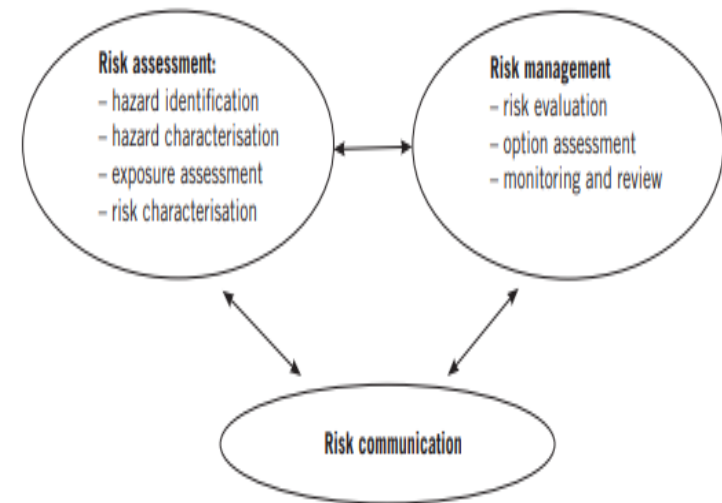 Risk assessment:
– hazard identification
– hazard characterisation
– exposure assessment
– risk characterisation
Risk management
– risk evaluation
– option assessment
– monitoring and review
Risk communication